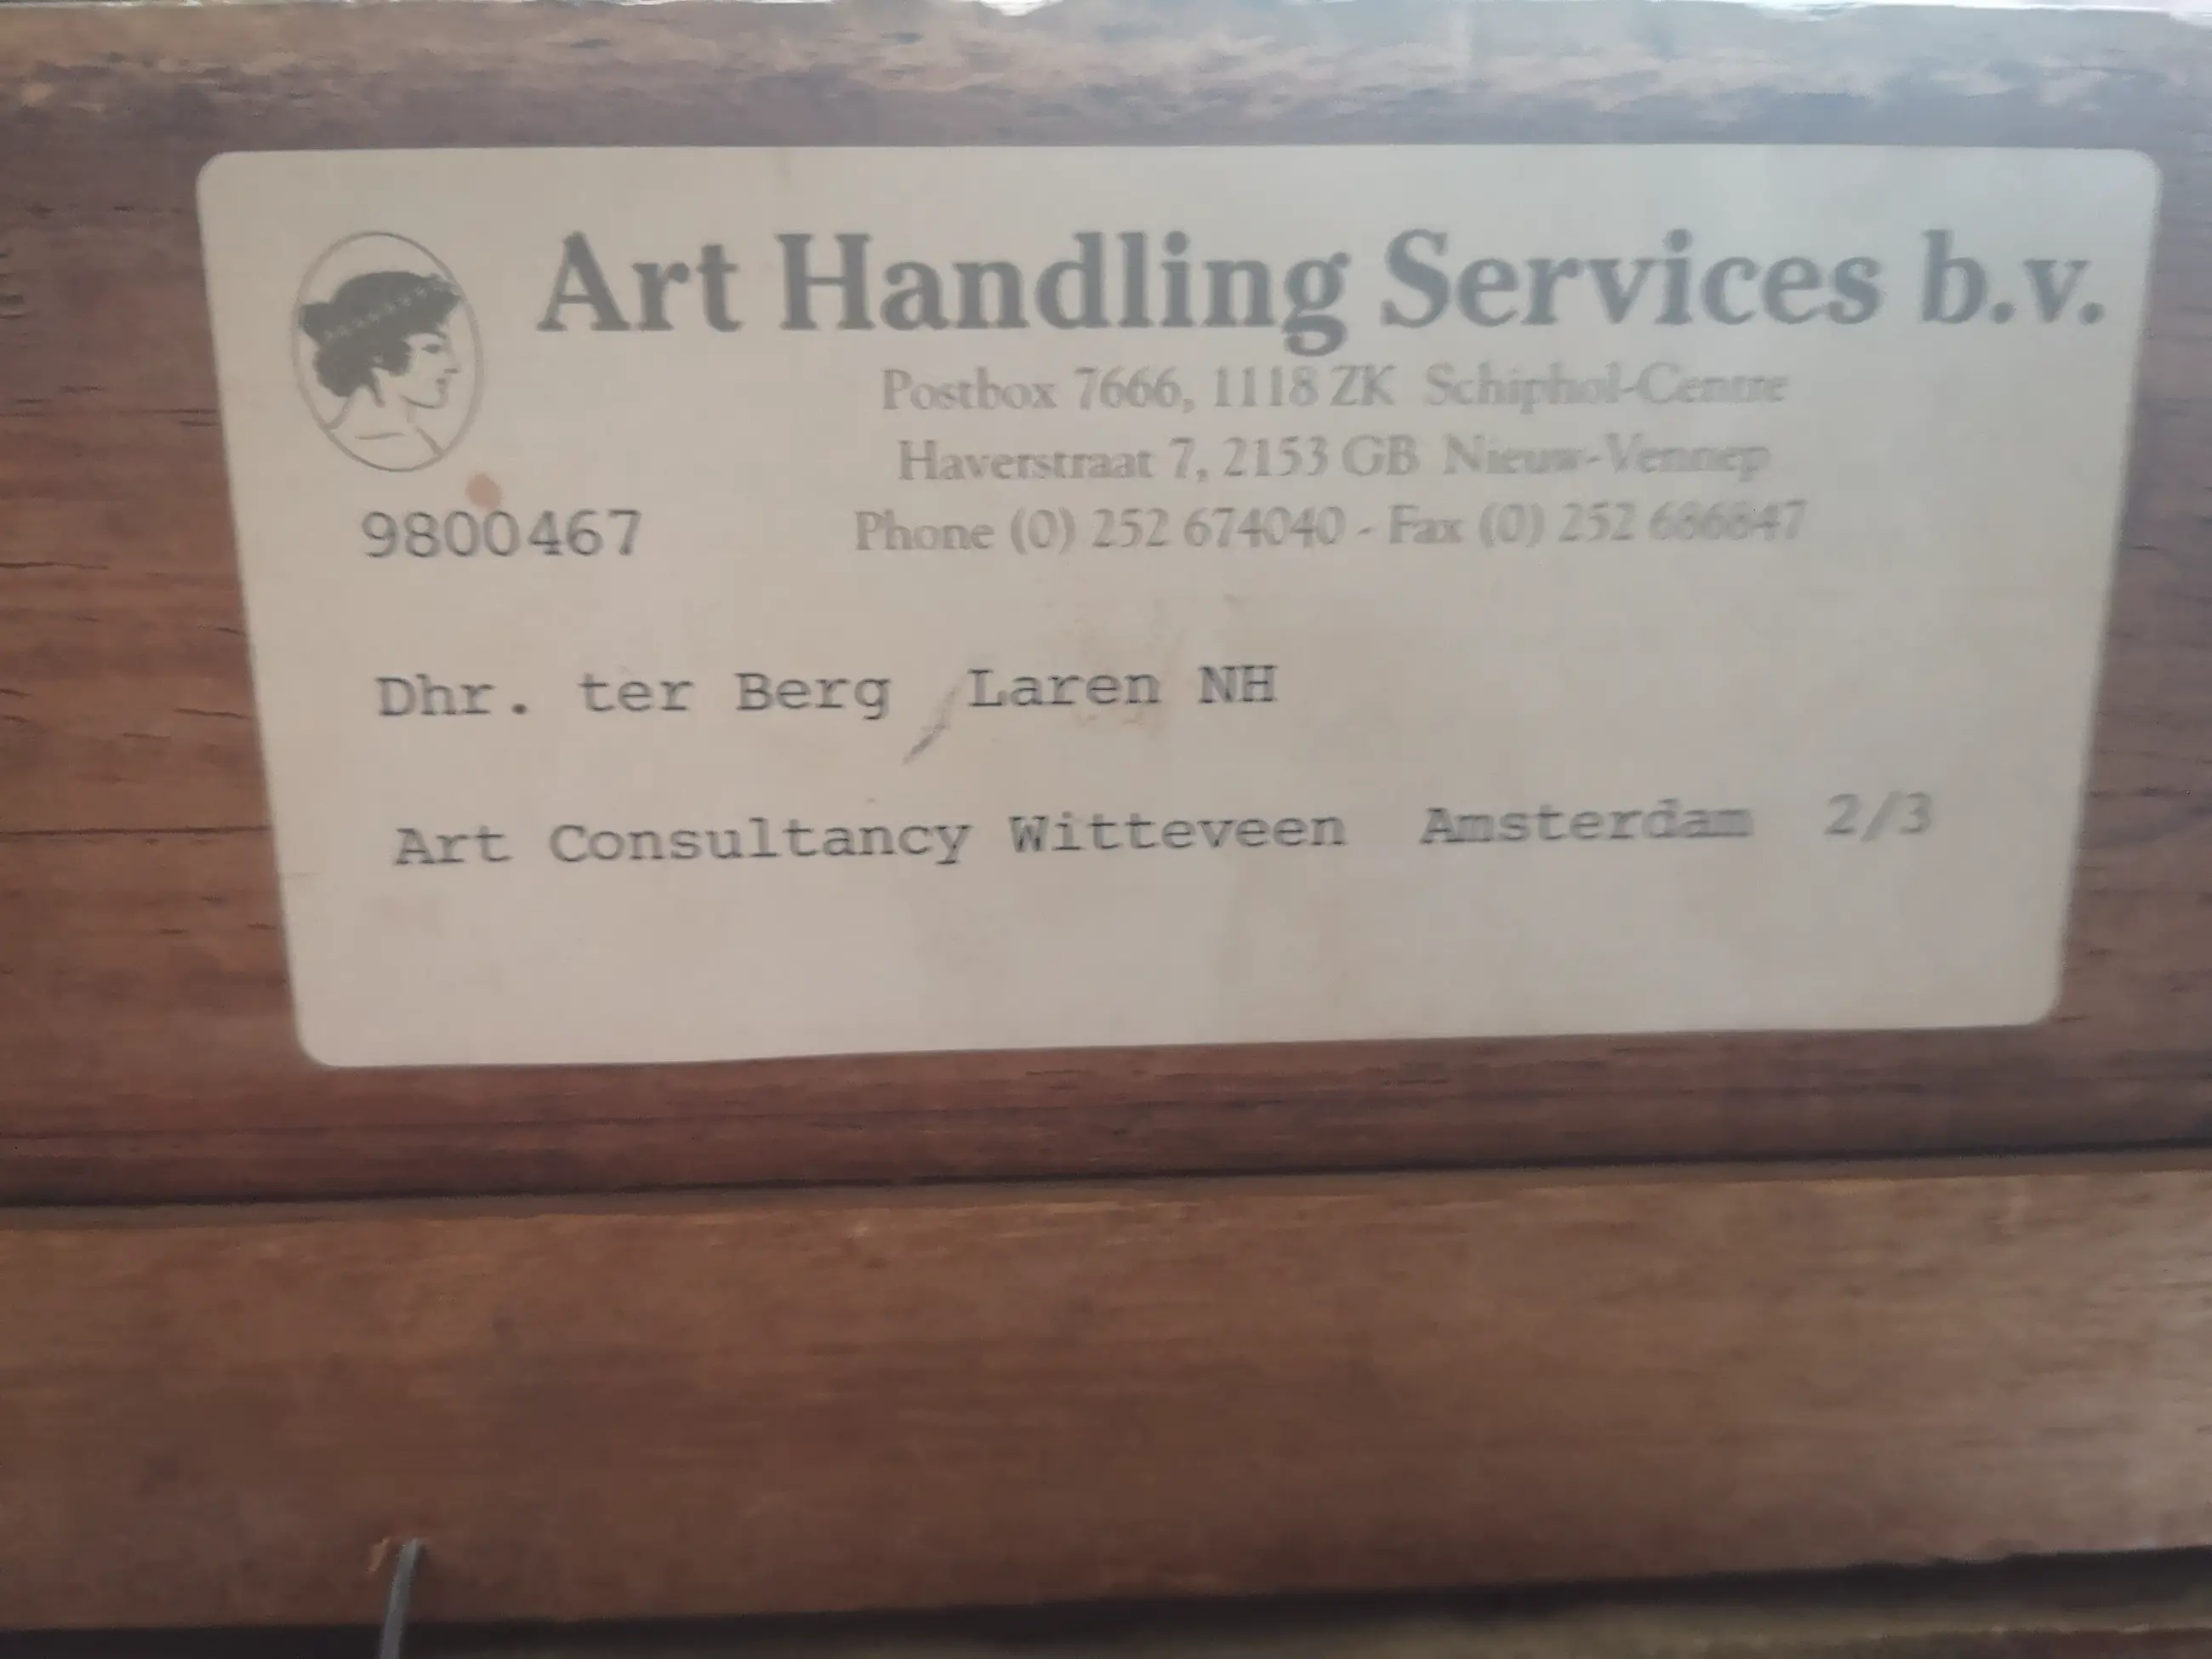 Art Handling Services b.v.
Postbox 7666, 1118 ZK Schiphol-Centre
Haverstraat 7, 2153 GB Nieuw-Vennep
9800467
Phone (0) 252 674040 - Fax (0) 252 686847
Dhr. ter Berg Laren NH
Art Consultancy Witteveen Amsterdam 2/3